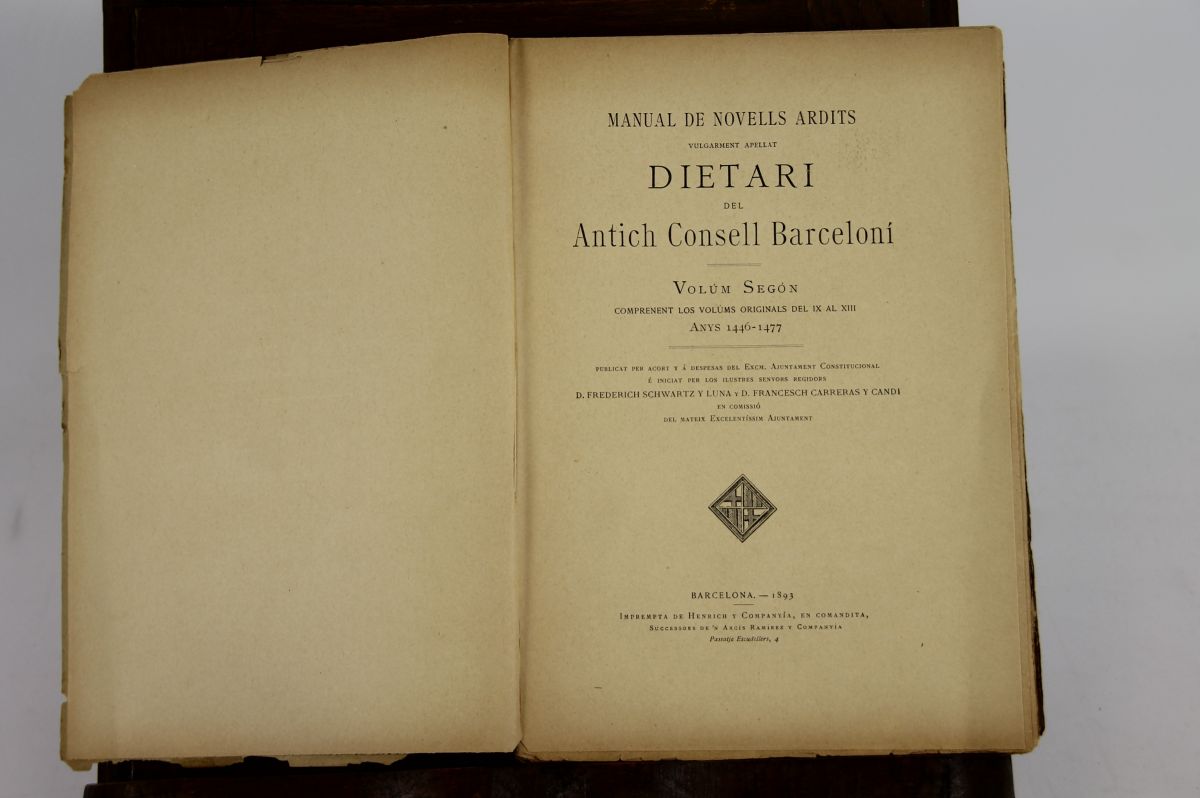 MANUAL DE NOVELLS ARDITS
VULGARMENT APELLAT
DIETARI
DEL
Antich Consell Barceloní
VOLÚM SEGÓN
COMPRENENT LOS VOLÚMS ORIGINALS DEL IX AL XIII
ANYS 1446-1477
PUBLICAT PER ACORT Y Á DESPESAS DEL EXCM. AJUNTAMENT CONSTITUCIONAL
É INICIAT PER LOS ILUSTRES SENYORS REGIDORS
D. FREDERICH SCHWARTZ Y LUNA Y D. FRANCESCH CARRERAS Y CANDI
EN COMISSIÓ
DEL MATEIX EXCELENTÍSSIM AJUNTAMENT
BARCELONA. — 1893
IMPREMPTA DE HENRICH Y COMPANYÍA, EN COMANDITA,
SUCCESSORS DE 'N ARCÍS RAMIREZ Y COMPANYÍA
Passatje Escudillers, 4